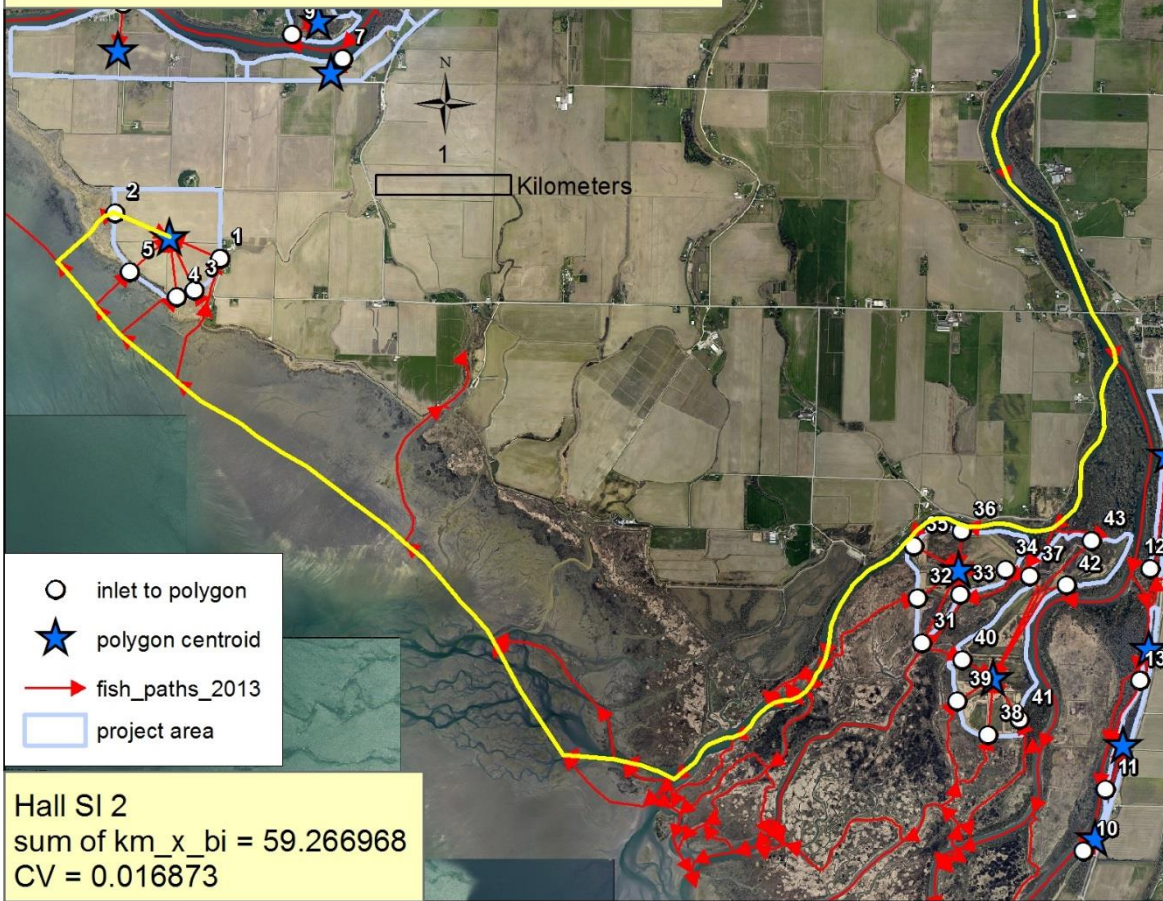 9
7
N
1
Kilometers
2
1
5
4
3
36
35
43
34
37
12
32
33
42
31
40
13
39
41
38
11
10
inlet to polygon
polygon centroid
fish_paths_2013
project area
Hall SI 2
sum of km_x_bi = 59.266968
CV = 0.016873